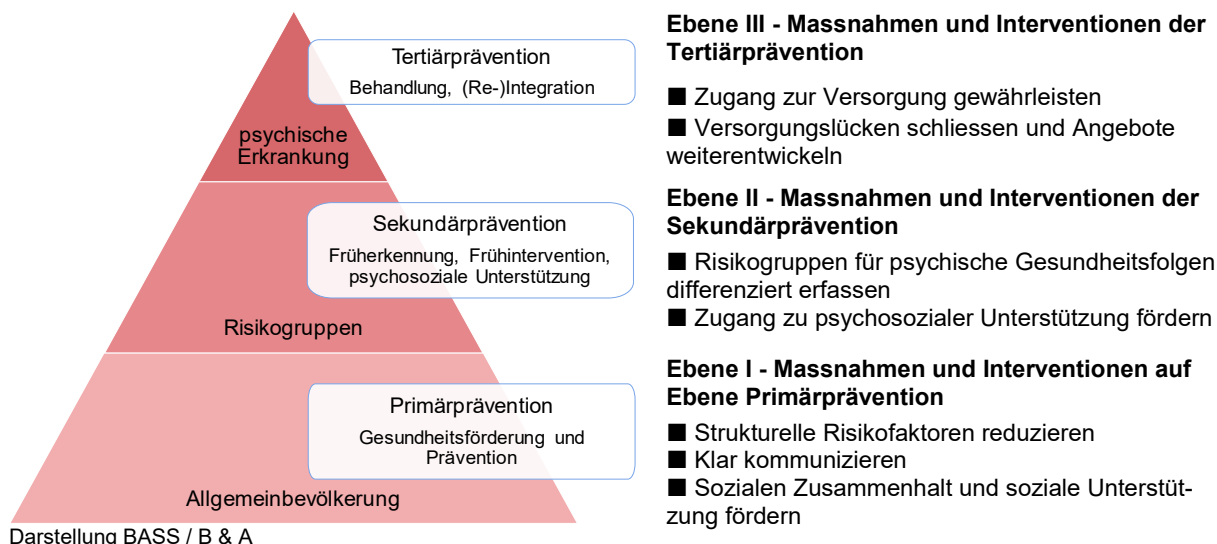 Tertiärprävention
Behandlung, (Re-)Integration
psychische
Erkrankung
Sekundärprävention
Früherkennung, Frühintervention,
psychosoziale Unterstützung
Risikogruppen
Primärprävention
Gesundheitsförderung und
Prävention
Allgemeinbevölkerung
Darstellung BASS / B & A
Ebene III - Massnahmen und Interventionen der
Tertiärprävention
■ Zugang zur Versorgung gewährleisten
■ Versorgungslücken schliessen und Angebote
weiterentwickeln
Ebene II - Massnahmen und Interventionen der
Sekundärprävention
■ Risikogruppen für psychische Gesundheitsfolgen
differenziert erfassen
■ Zugang zu psychosozialer Unterstützung fördern
Ebene I - Massnahmen und Interventionen auf
Ebene Primärprävention
■ Strukturelle Risikofaktoren reduzieren
■ Klar kommunizieren
■ Sozialen Zusammenhalt und soziale Unterstüt-
zung fördern